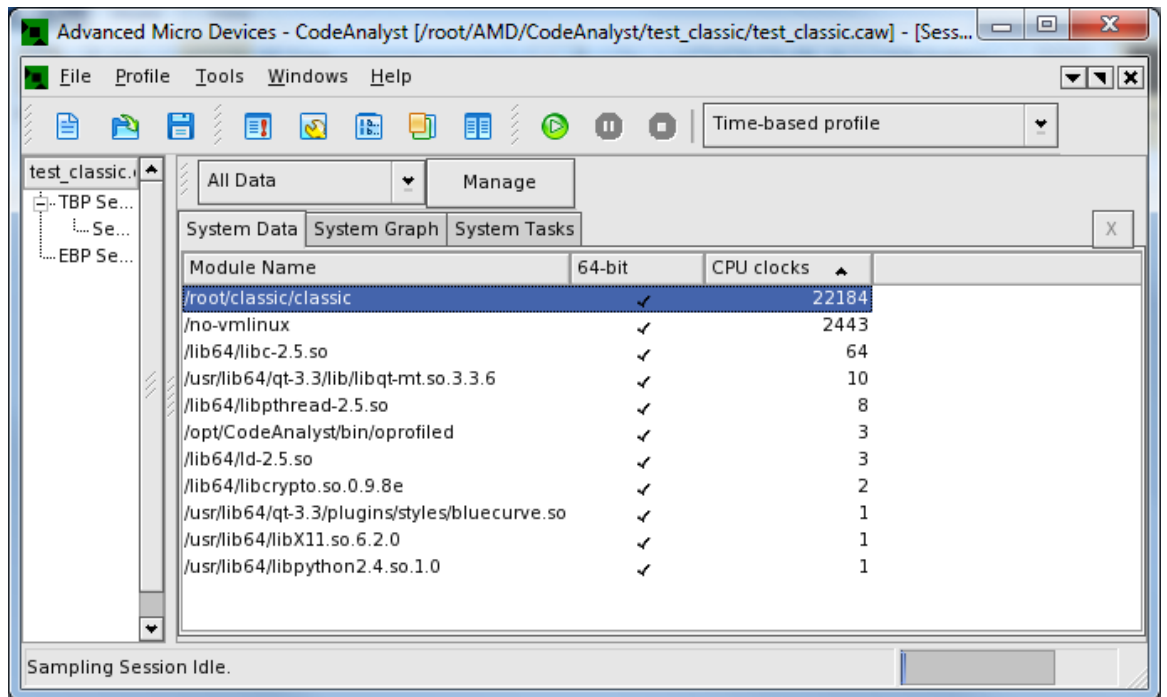 Advanced Micro Devices - CodeAnalyst [/root/AMD/CodeAnalyst/test_classic/test_classic.caw] - [Sess...
File Profile Tools Windows Help
Time-based profile
test_classic.
All Data Manage
TBP Se...
Se...
EBP Se...
System Data System Graph System Tasks X
Module Name 64-bit CPU clocks
/root/classic/classic 22184
/no-vmlinux 2443
/lib64/libc-2.5.so 64
/usr/lib64/qt-3.3/lib/libqt-mt.so.3.3.6 10
/lib64/libpthread-2.5.so 8
/opt/CodeAnalyst/bin/oprofiled 3
/lib64/ld-2.5.so 3
/lib64/libcrypto.so.0.9.8e 2
/usr/lib64/qt-3.3/plugins/styles/bluecurve.so 1
/usr/lib64/libX11.so.6.2.0 1
/usr/lib64/libpython2.4.so.1.0 1
Sampling Session Idle.